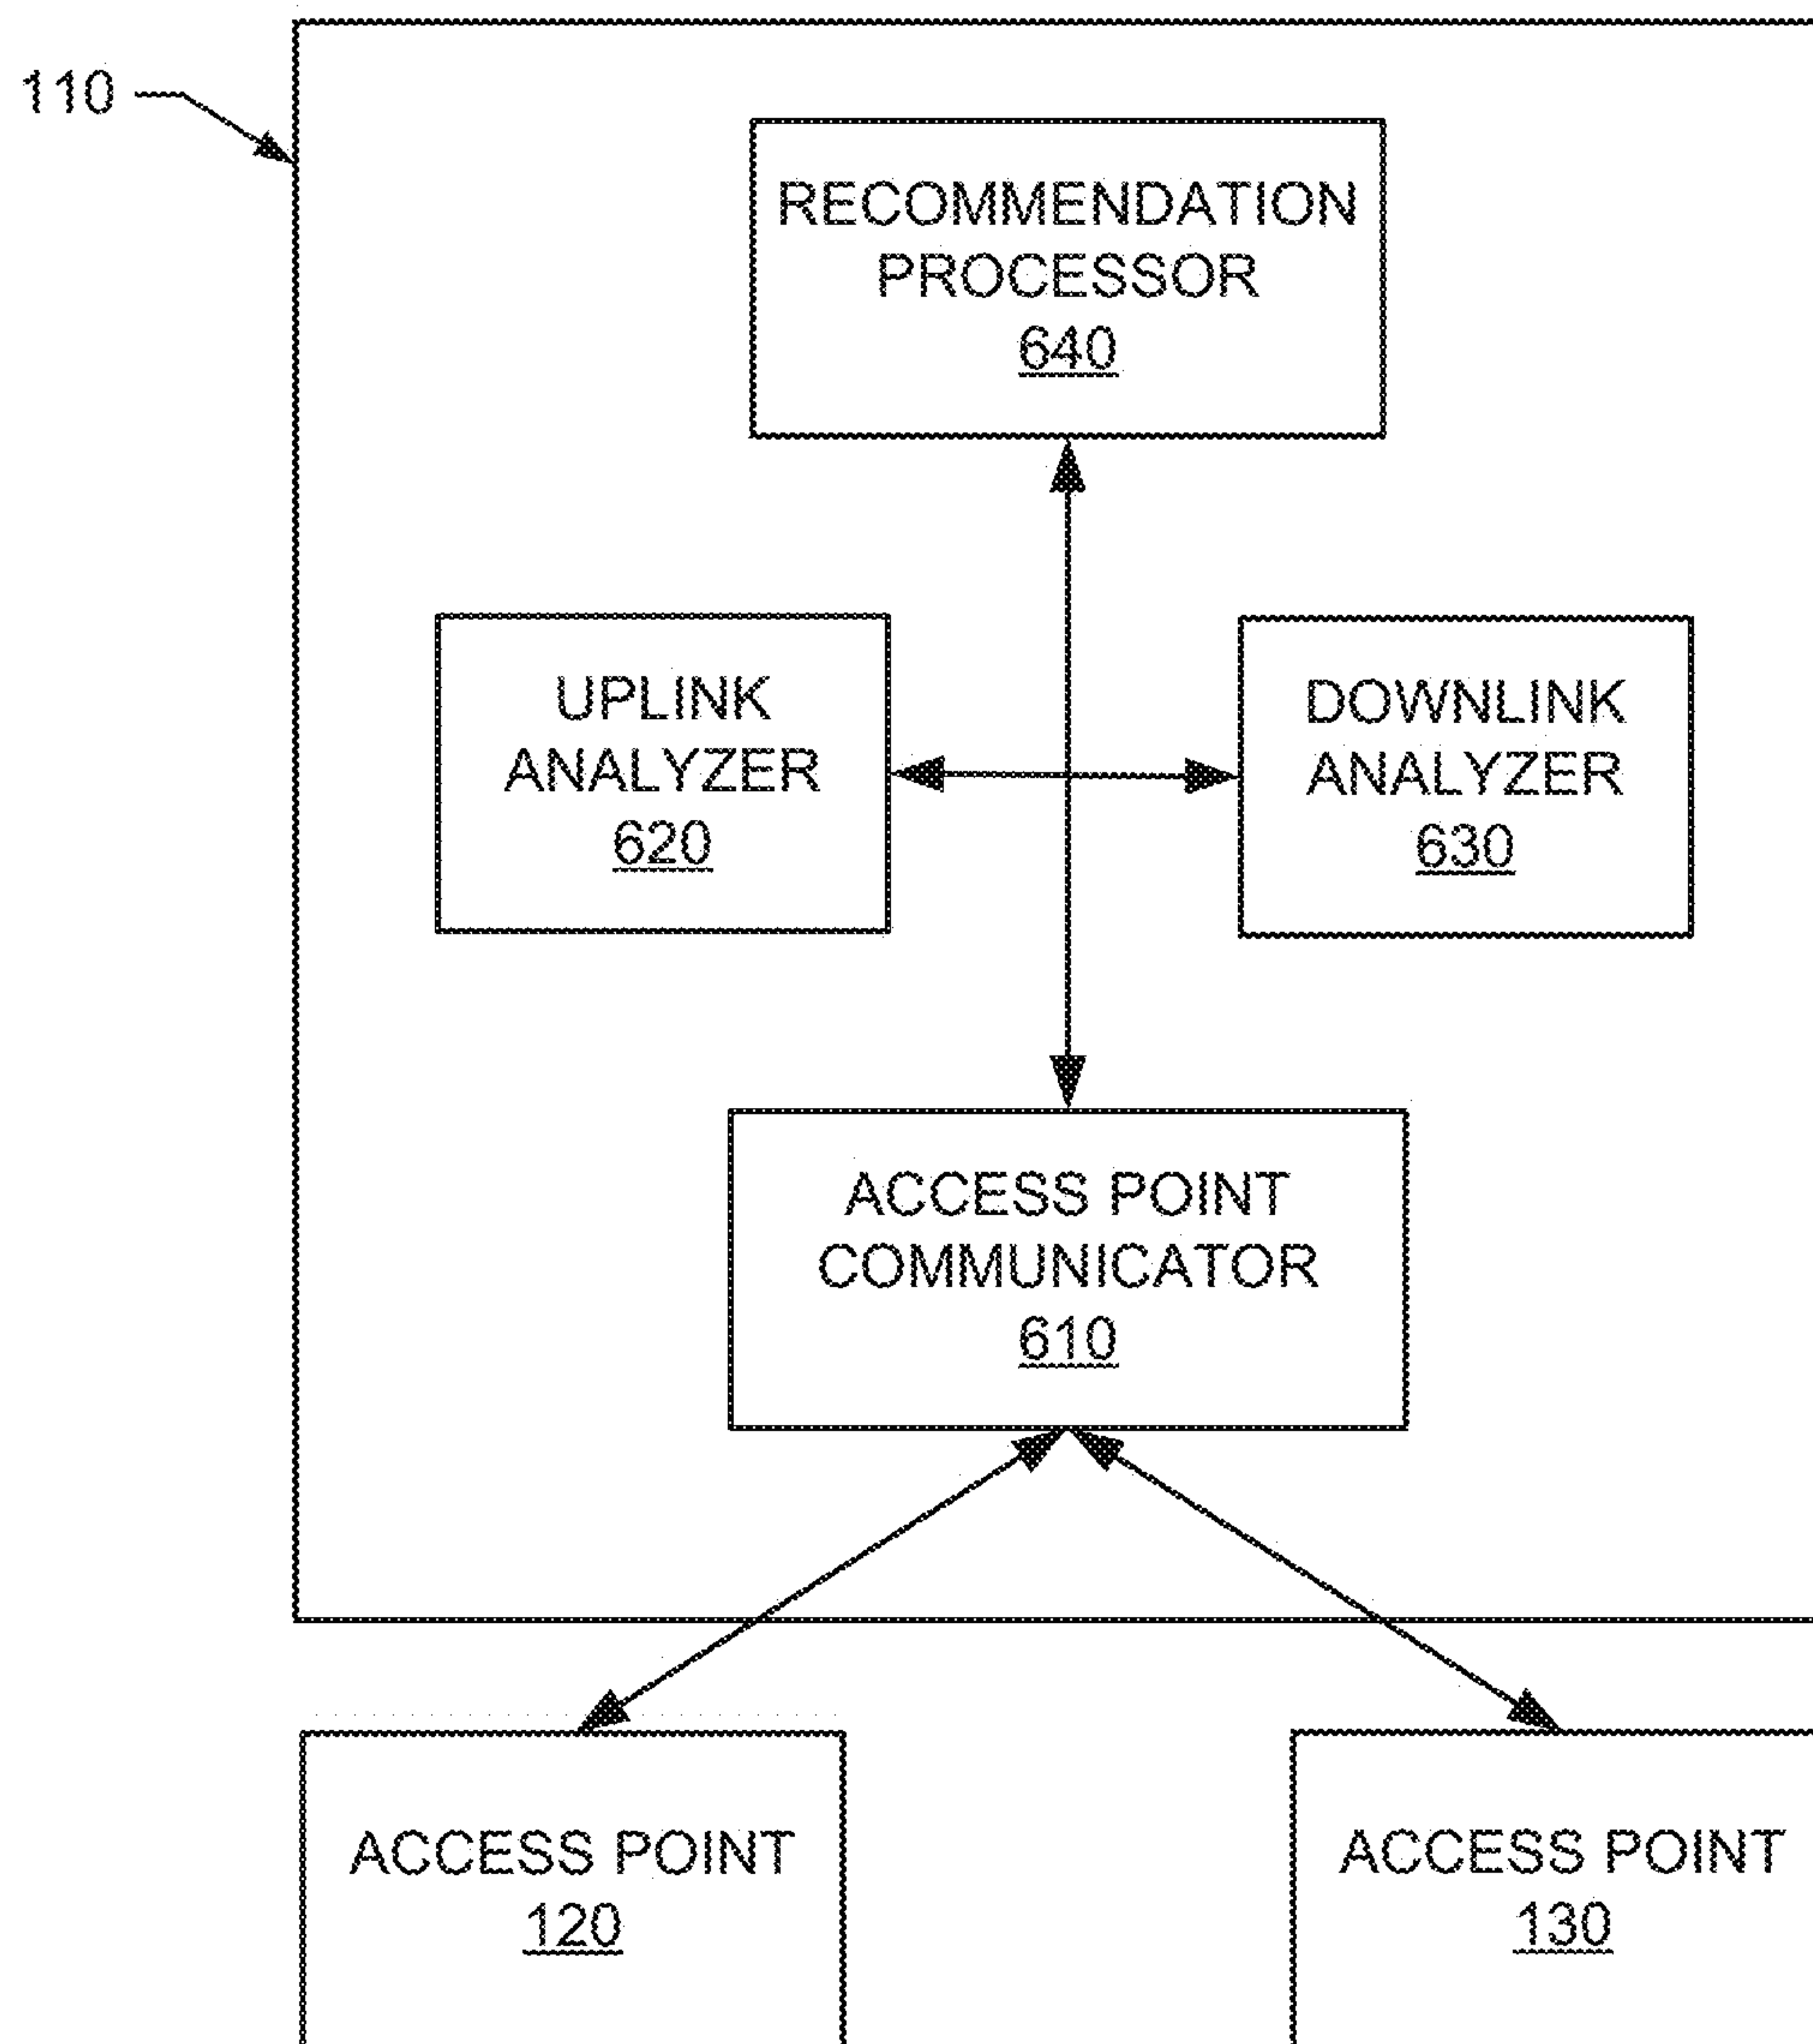 110
RECOMMENDATION
PROCESSOR
640
UPLINK
ANALYZER
620
DOWNLINK
ANALYZER
630
ACCESS POINT
COMMUNICATOR
610
ACCESS POINT
120
ACCESS POINT
130